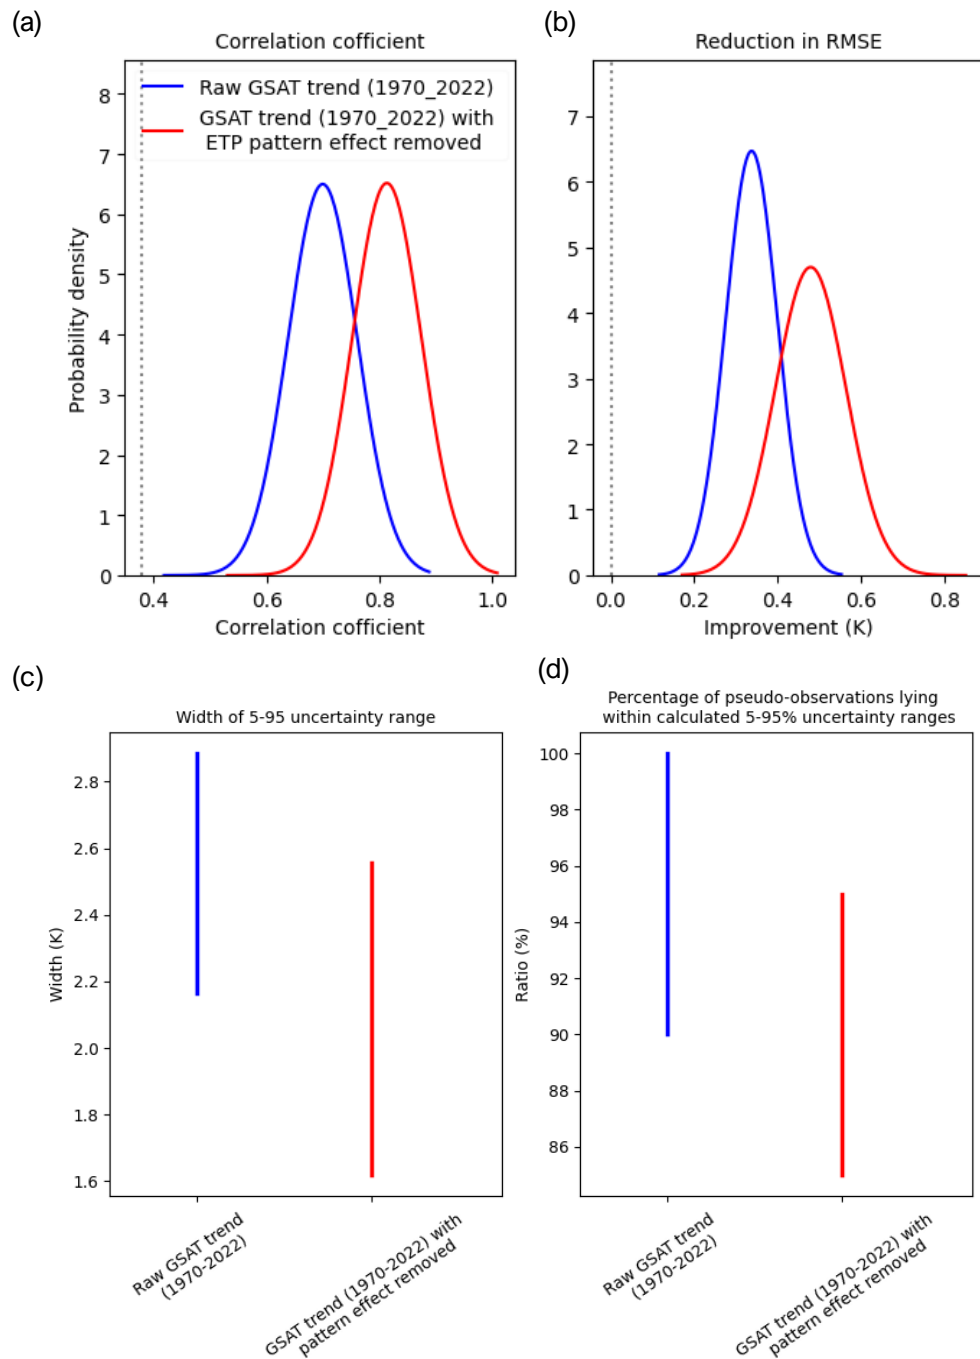 (a)
Correlation cofficient
8
7
6
5
4
3
2
1
0
Probability density
Raw GSAT trend (1970_2022)
GSAT trend (1970_2022) with
ETP pattern effect removed
0.4
0.6
0.8
1.0
Correlation cofficient
(b)
Reduction in RMSE
7
6
5
4
3
2
1
0
0.0
0.2
0.4
0.6
0.8
Improvement (K)
(c)
Width of 5-95 uncertainty range
2.8
2.6
2.4
2.2
2.0
1.8
1.6
Width (K)
Raw GSAT trend
(1970-2022)
GSAT trend (1970-2022) with
pattern effect removed
(d)
Percentage of pseudo-observations lying
within calculated 5-95% uncertainty ranges
100
98
96
94
92
90
88
86
Ratio (%)
Raw GSAT trend
(1970-2022)
GSAT trend (1970-2022) with
pattern effect removed